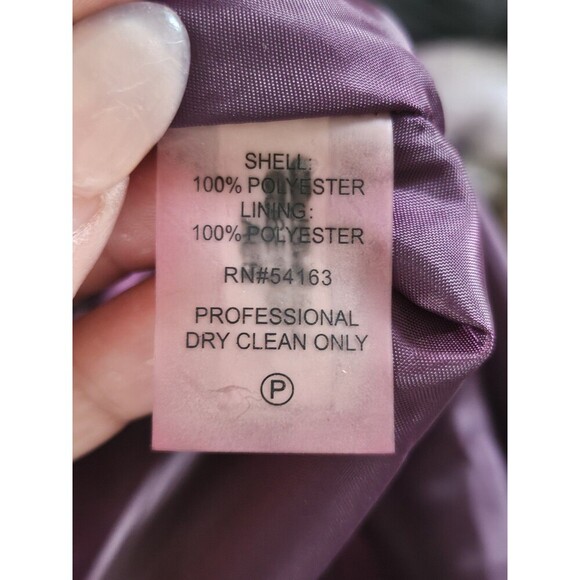 SHELL:
100% POLYESTER
LINING:
100% POLYESTER
RN#54163
PROFESSIONAL
DRY CLEAN ONLY
P